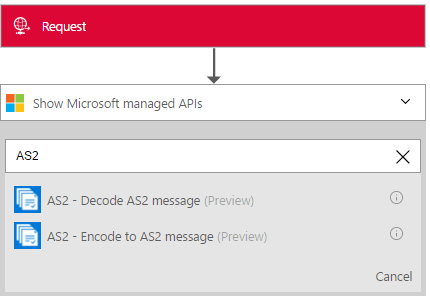 Request
Show Microsoft managed APIs
AS2
AS2 - Decode AS2 message (Preview)
AS2 - Encode to AS2 message (Preview)
Cancel